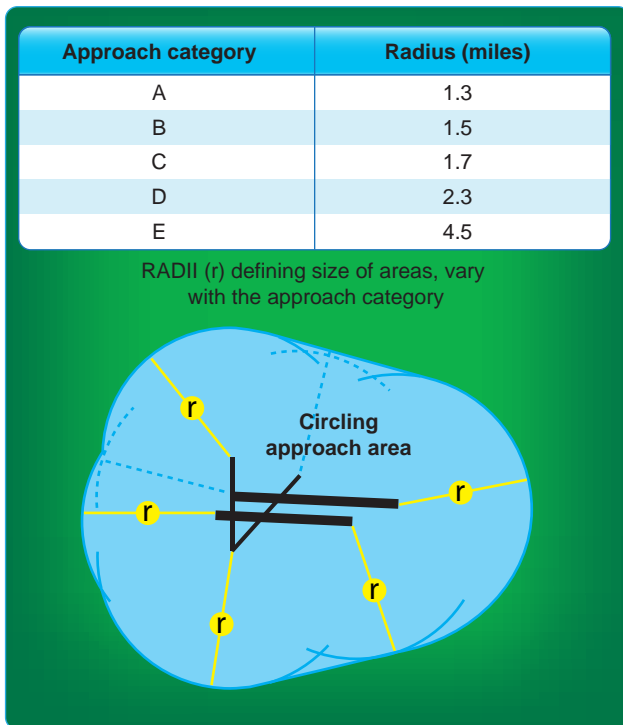 Approach category Radius (miles)
A 1.3
B 1.5
C 1.7
D 2.3
E 4.5
RADII (r) defining size of areas, vary
with the approach category
r
Circling
approach area
r
r
r
r